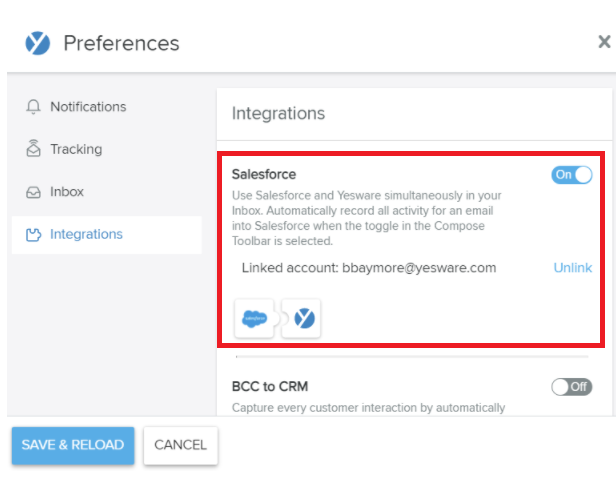 Preferences
Notifications
Tracking
Inbox
Integrations
Integrations
Salesforce
On
Use Salesforce and Yesware simultaneously in your
Inbox. Automatically record all activity for an email
into Salesforce when the toggle in the Compose
Toolbar is selected.
Linked account: bbaymore@yesware.com
Unlink
salesforce
BCC to CRM
Off
Capture every customer interaction by automatically
SAVE & RELOAD
CANCEL